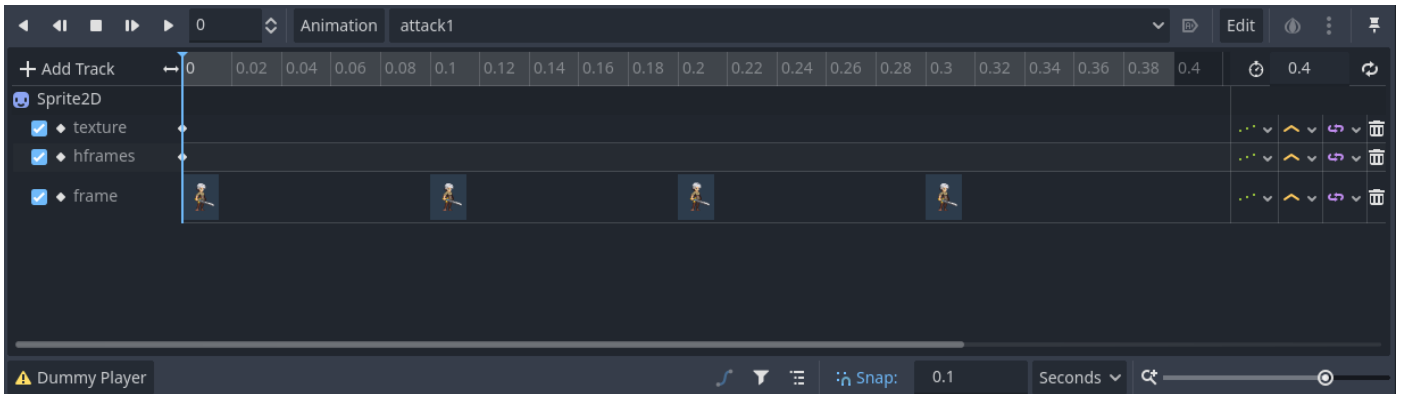 0 Animation attack1 Edit
Add Track 0 0.02 0.04 0.06 0.08 0.1 0.12 0.14 0.16 0.18 0.2 0.22 0.24 0.26 0.28 0.3 0.32 0.34 0.36 0.38 0.4 0.4
Sprite2D
texture
hframes
frame
Dummy Player Snap: 0.1 Seconds